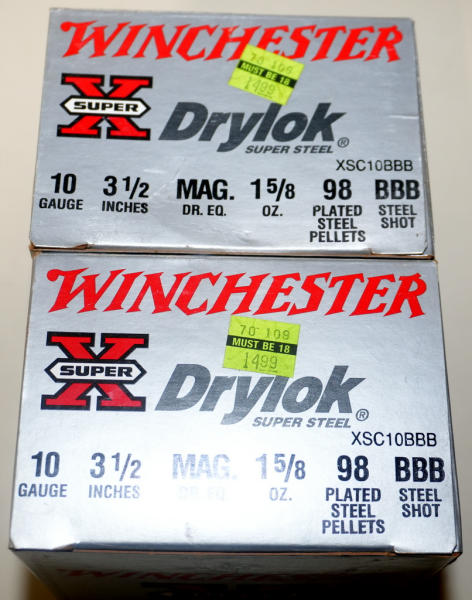 WINCHESTER
70 109
MUST BE 18
1499
X
SUPER
Drylok®
SUPER STEEL
XSC10BBB
10 3 1/2 MAG. 1 5/8 98 BBB
GAUGE INCHES DR. EQ. OZ. PLATED STEEL
STEEL SHOT
PELLETS
WINCHESTER
70 109
MUST BE 18
1499
X
SUPER
Drylok®
SUPER STEEL
XSC10BBB
10 3 1/2 MAG. 1 5/8 98 BBB
GAUGE INCHES DR. EQ. OZ. PLATED STEEL
STEEL SHOT
PELLETS